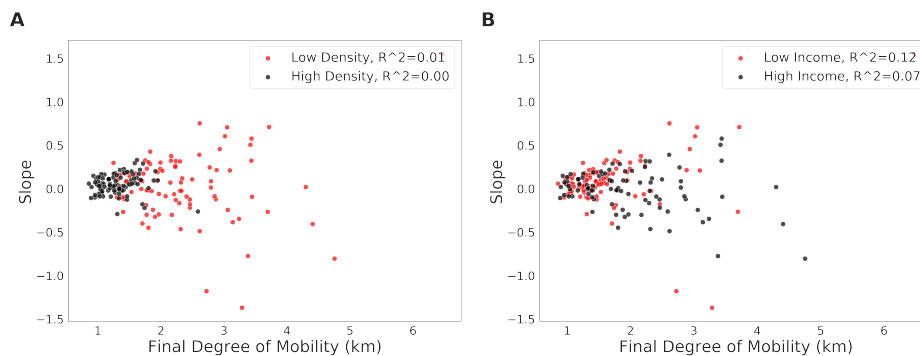 A
B
Slope
1.5
1.0
0.5
0.0
−0.5
−1.0
−1.5
Low Density, R^2=0.01
High Density, R^2=0.00
1 2 3 4 5 6
Final Degree of Mobility (km)
Slope
1.5
1.0
0.5
0.0
−0.5
−1.0
−1.5
Low Income, R^2=0.12
High Income, R^2=0.07
1 2 3 4 5 6
Final Degree of Mobility (km)